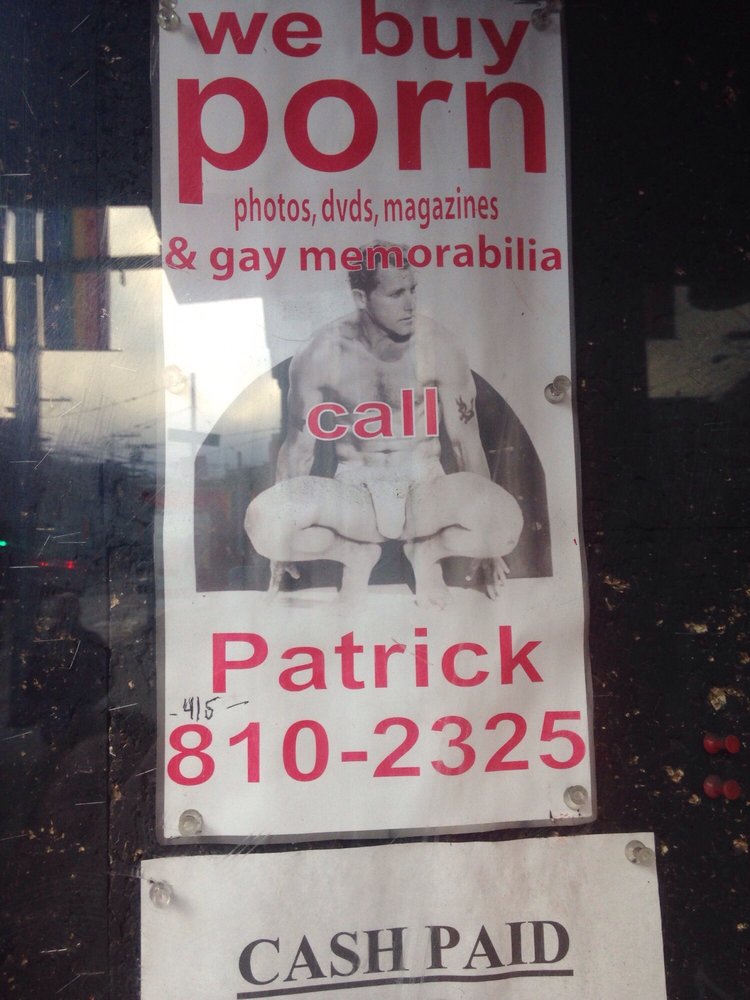 we buy
porn
photos, dvds, magazines
& gay memorabilia
call
Patrick
-415-
810-2325
CASH PAID